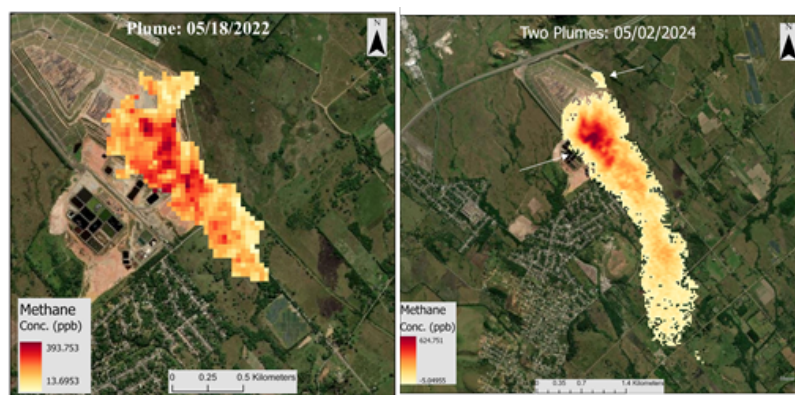 Plume: 05/18/2022
N
Methane
Conc. (ppb)
393.753
13.6953
0 0.25 0.5 Kilometers
Two Plumes: 05/02/2024
N
Methane
Conc. (ppb)
624.751
-5.04955
0 0.35 0.7 1.4 Kilometers